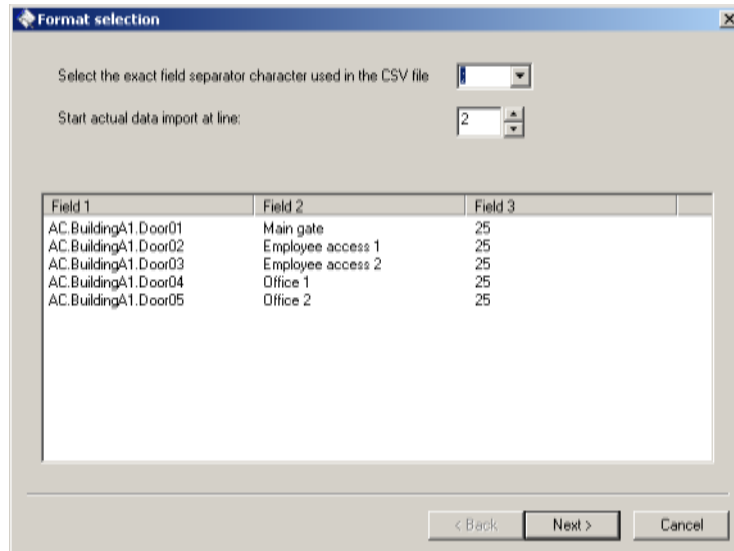 Format selection
Select the exact field separator character used in the CSV file
Start actual data import at line: 2
Field 1 Field 2 Field 3
AC.BuildingA1.Door01 Main gate 25
AC.BuildingA1.Door02 Employee access 1 25
AC.BuildingA1.Door03 Employee access 2 25
AC.BuildingA1.Door04 Office 1 25
AC.BuildingA1.Door05 Office 2 25
< Back Next > Cancel